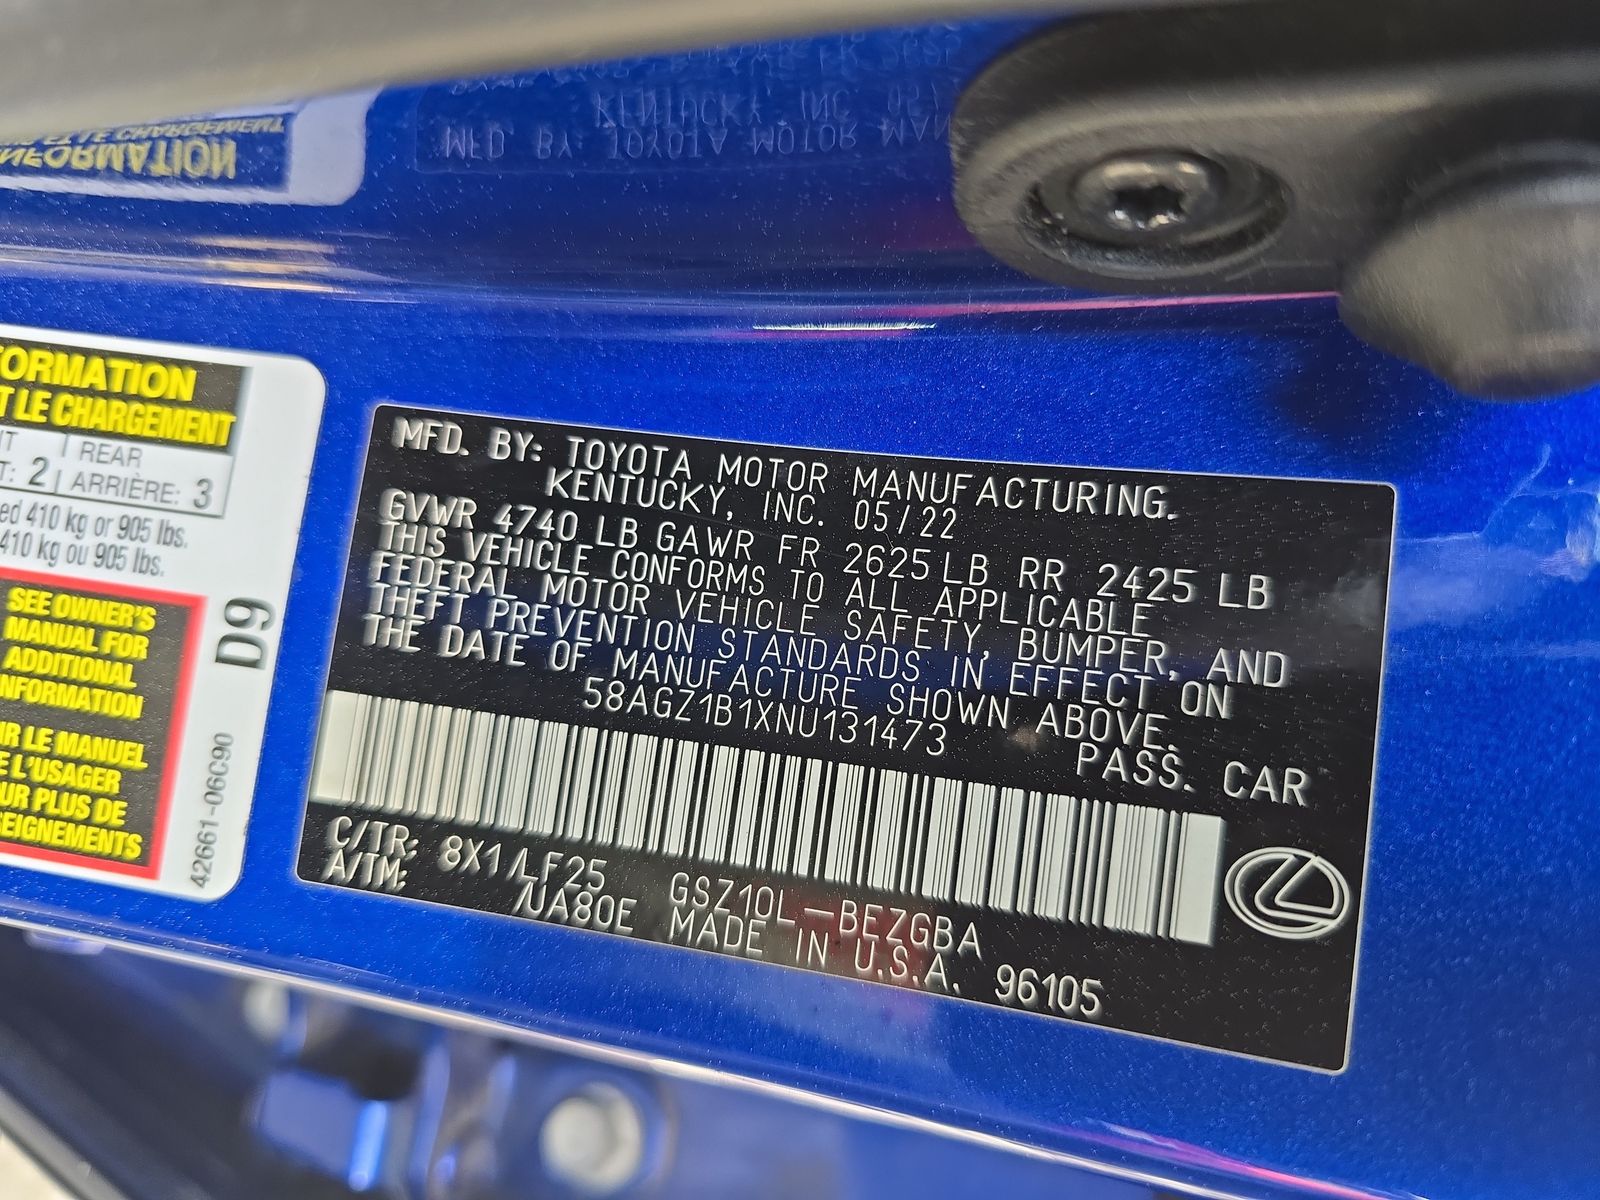 FORMATION
T LE CHARGEMENT
REAR
T: 2 ARRIÈRE: 3
ed 410 kg or 905 lbs.
410 kg ou 905 lbs.
SEE OWNER'S
MANUAL FOR
ADDITIONAL
INFORMATION
IR LE MANUEL
E L'USAGER
UR PLUS DE
SEIGNEMENTS
D9
42661-06C90
MFD. BY: TOYOTA MOTOR MANUFACTURING.
KENTUCKY, INC. 05/22
GVWR 4740 LB GAWR FR 2625 LB RR 2425 LB
THIS VEHICLE CONFORMS TO ALL APPLICABLE
FEDERAL MOTOR VEHICLE SAFETY, BUMPER, AND
THEFT PREVENTION STANDARDS IN EFFECT ON
THE DATE OF MANUFACTURE SHOWN ABOVE.
58AGZ1B1XNU131473
PASS. CAR
C/TR: 8X1/LF25 GSZ10L-BEZGBA
A/TM: /UA80E MADE IN U.S.A. 96105